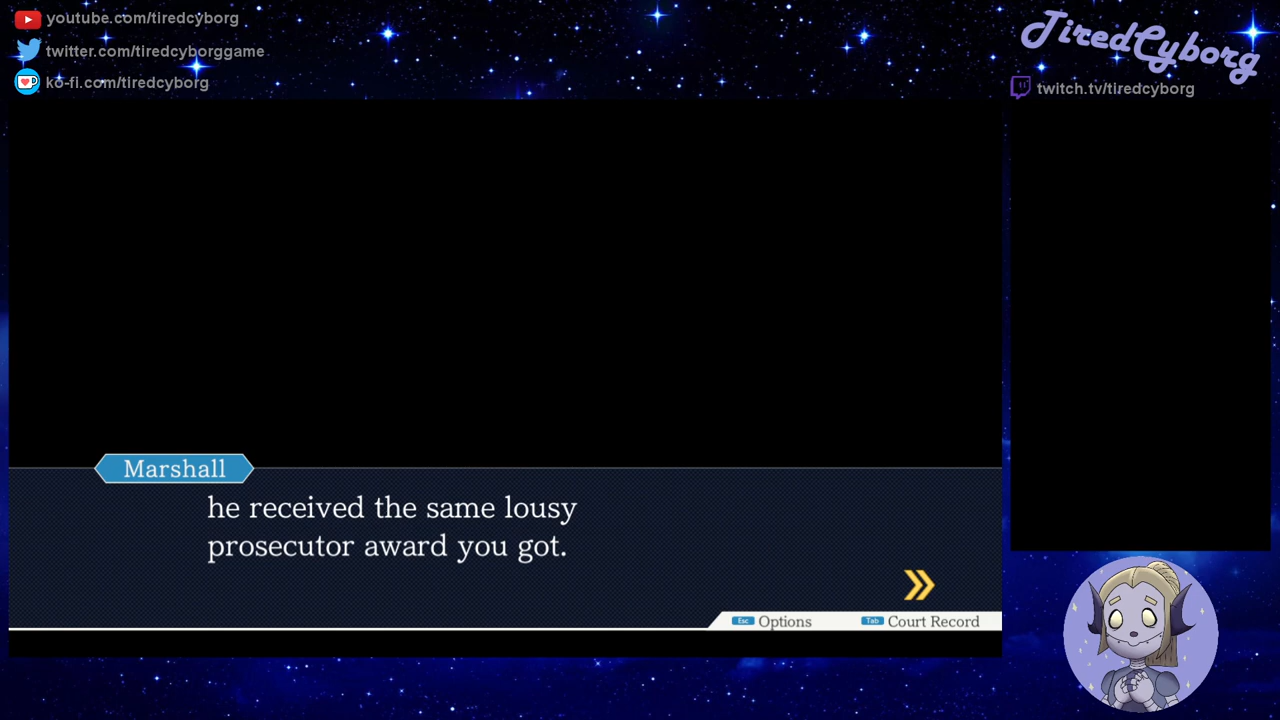 youtube.com/tiredcyborg
twitter.com/tiredcyborggame
ko-fi.com/tiredcyborg
TiredCyborg
twitch.tv/tiredcyborg
Marshall
he received the same lousy
prosecutor award you got.
Esc Options
Tab Court Record